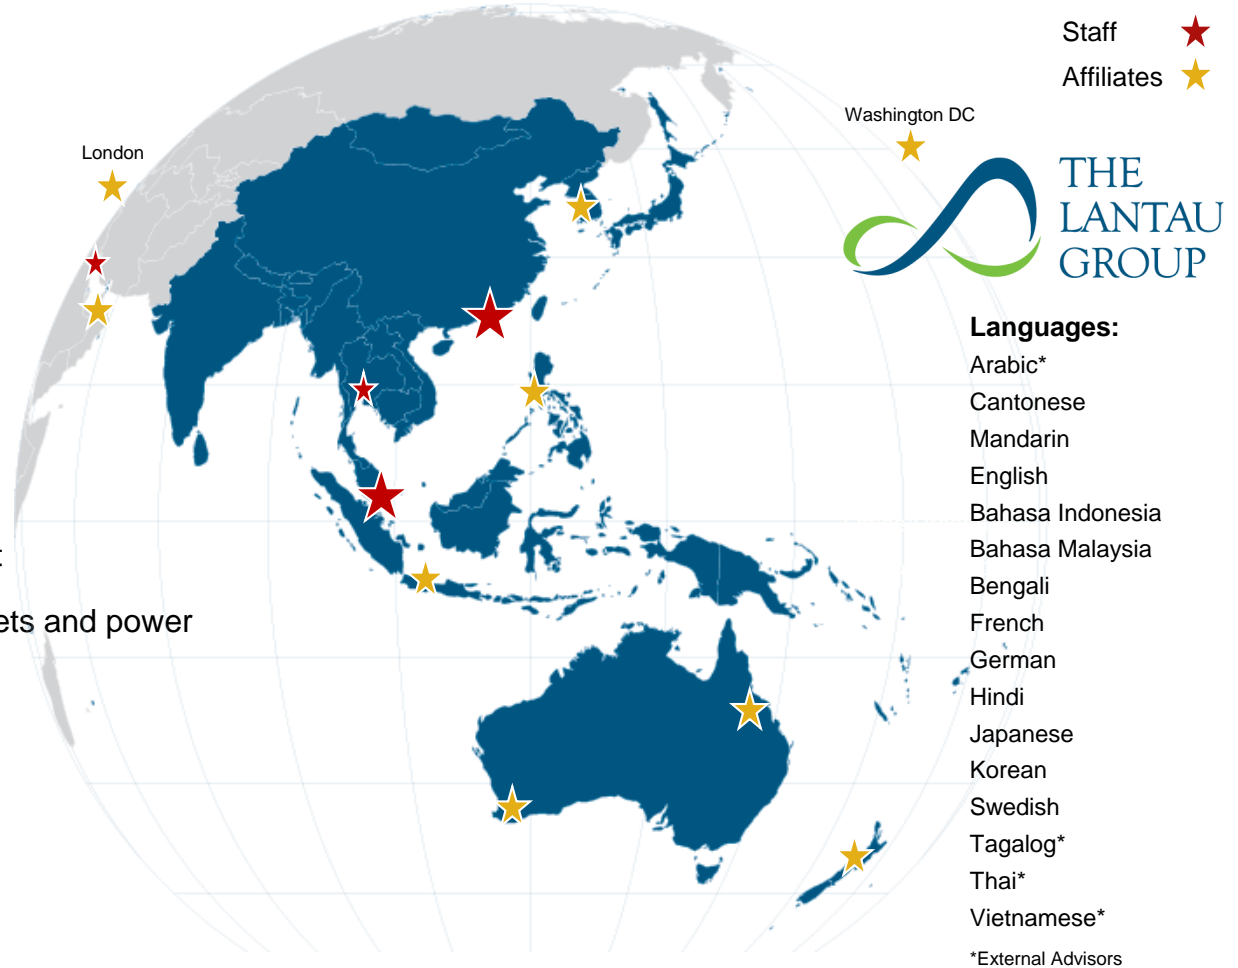 Staff
Affiliates
Washington DC
London
THE
LANTAU
GROUP
Languages:
Arabic*
Cantonese
Mandarin
English
Bahasa Indonesia
Bahasa Malaysia
ets and power
Bengali
French
German
Hindi
Japanese
Korean
Swedish
Tagalog*
Thai*
Vietnamese*
*External Advisors